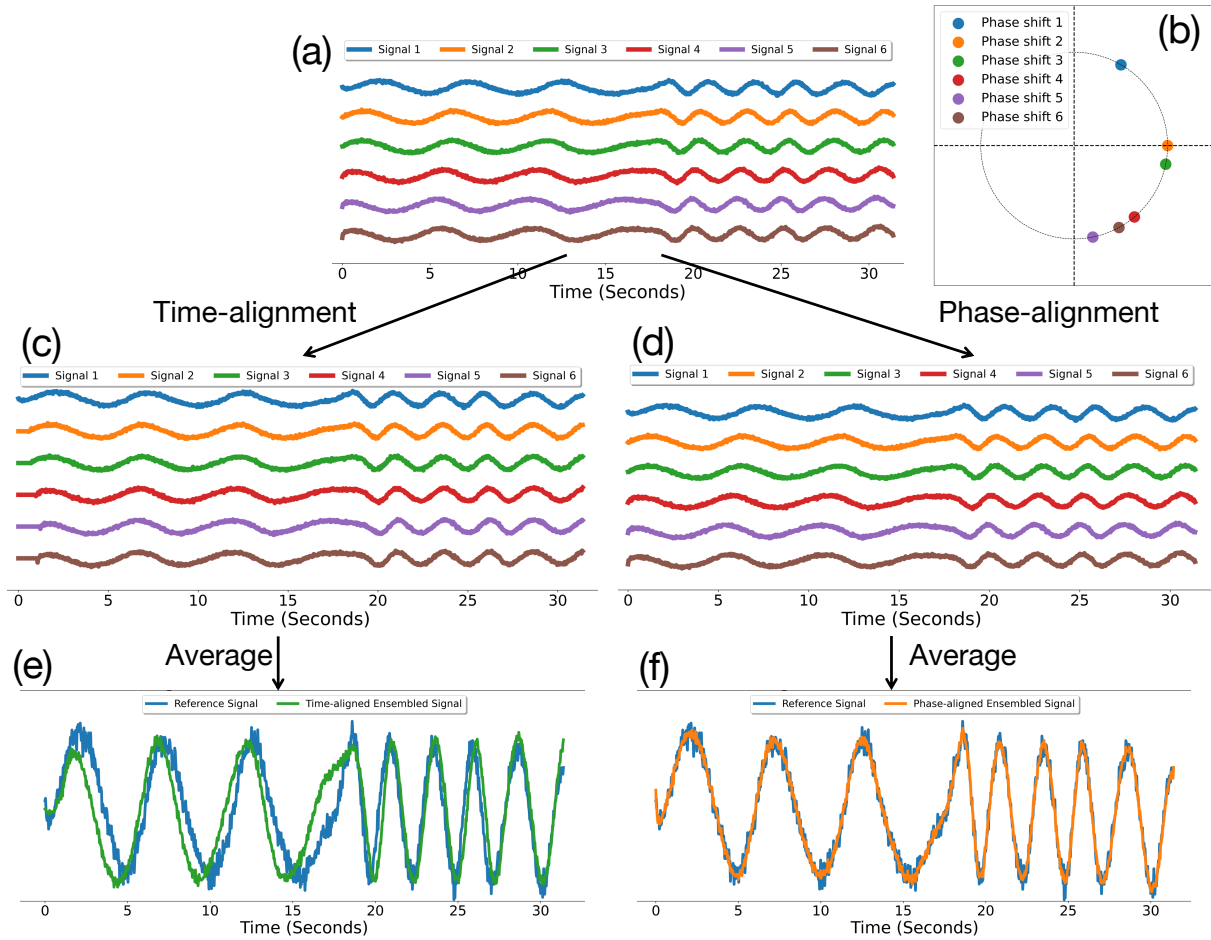 (a)
Signal 1 Signal 2 Signal 3 Signal 4 Signal 5 Signal 6
0 5 10 15 20 25 30
Time (Seconds)
(b)
Phase shift 1
Phase shift 2
Phase shift 3
Phase shift 4
Phase shift 5
Phase shift 6
Time-alignment
Phase-alignment
(c)
Signal 1 Signal 2 Signal 3 Signal 4 Signal 5 Signal 6
0 5 10 15 20 25 30
Time (Seconds)
(d)
Signal 1 Signal 2 Signal 3 Signal 4 Signal 5 Signal 6
0 5 10 15 20 25 30
Time (Seconds)
Average
Average
(e)
Reference Signal Time-aligned Ensembled Signal
0 5 10 15 20 25 30
Time (Seconds)
(f)
Reference Signal Phase-aligned Ensembled Signal
0 5 10 15 20 25 30
Time (Seconds)